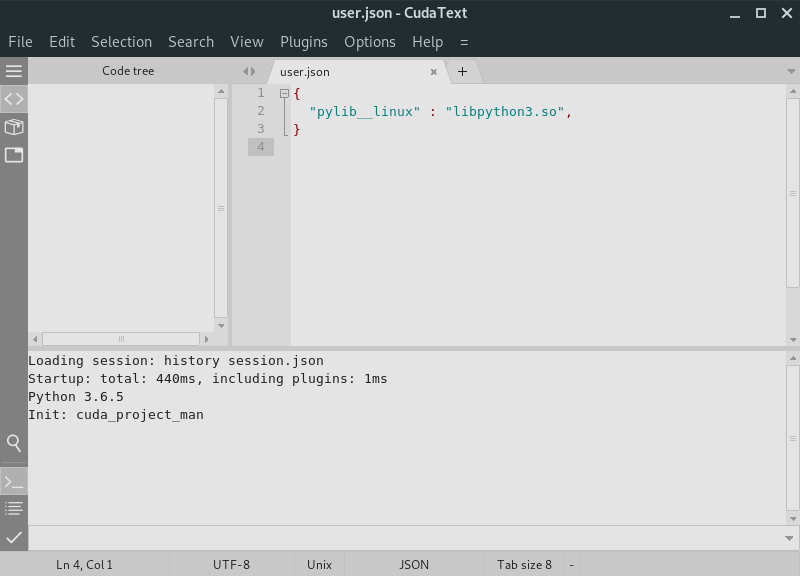 user.json - CudaText
File Edit Selection Search View Plugins Options Help =
Code tree
user.json +
1 {
2 "pylib__linux" : "libpython3.so",
3 }
4
Loading session: history session.json
Startup: total: 440ms, including plugins: 1ms
Python 3.6.5
Init: cuda_project_man
Ln 4, Col 1 UTF-8 Unix JSON Tab size 8 -